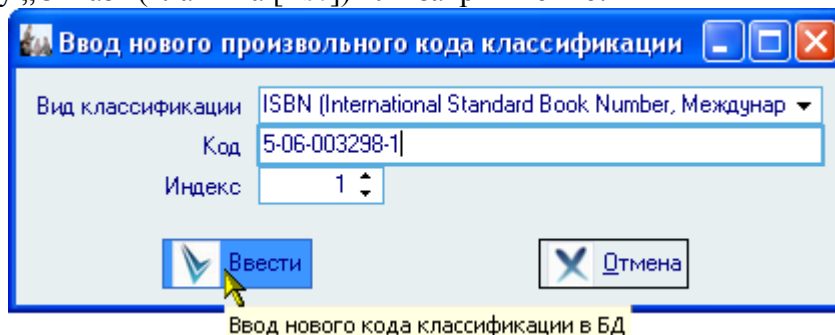 Ввод нового произвольного кода классификации
Вид классификации ISBN (International Standard Book Number, Междунар
Код 5-06-003298-1
Индекс 1
Ввести Отмена
Ввод нового кода классификации в БД